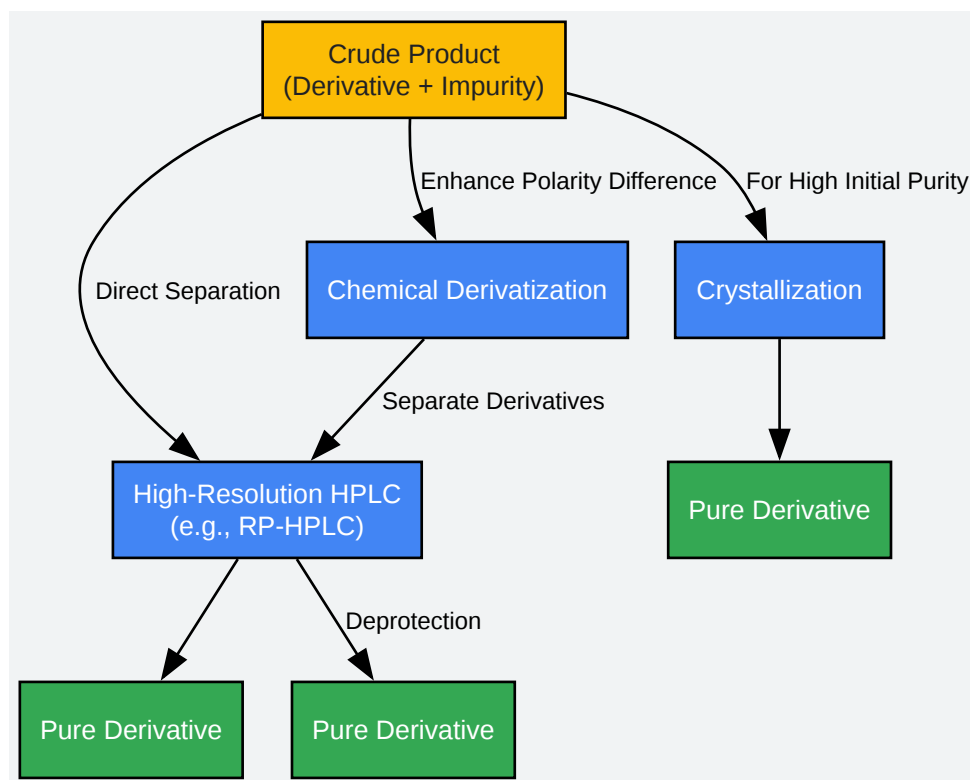 Crude Product
(Derivative + Impurity)
Enhance Polarity Difference
For High Initial Purity
Direct Separation
Chemical Derivatization
Crystallization
Separate Derivatives
High-Resolution HPLC
(e.g., RP-HPLC)
Pure Derivative
Deprotection
Pure Derivative
Pure Derivative